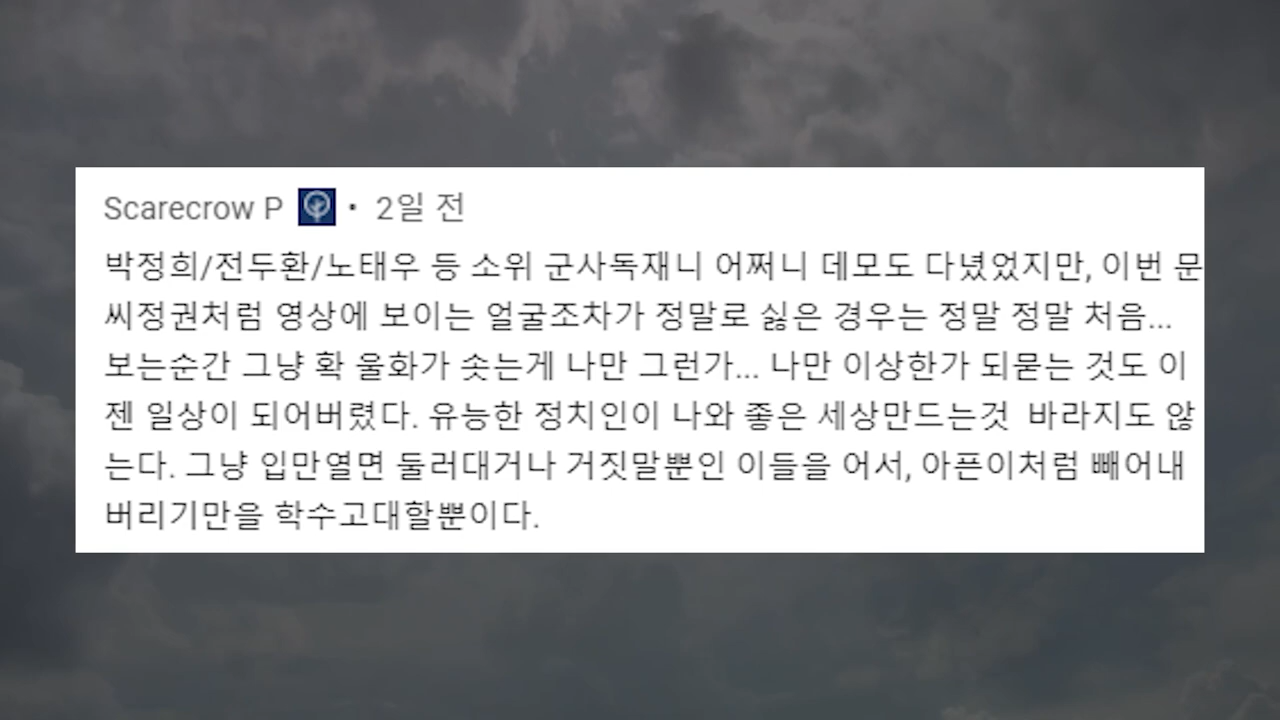 Scarecrow P • 2일 전
박정희/전두환/노태우 등 소위 군사독재니 어쩌니 데모도 다녔었지만, 이번 문
씨정권처럼 영상에 보이는 얼굴조차가 정말로 싫은 경우는 정말 정말 처음...
보는순간 그냥 확 울화가 솟는게 나만 그런가... 나만 이상한가 되묻는 것도 이
젠 일상이 되어버렸다. 유능한 정치인이 나와 좋은 세상만드는것 바라지도 않
는다. 그냥 입만열면 둘러대거나 거짓말뿐인 이들을 어서, 아픈이처럼 빼어내
버리기만을 학수고대할뿐이다.